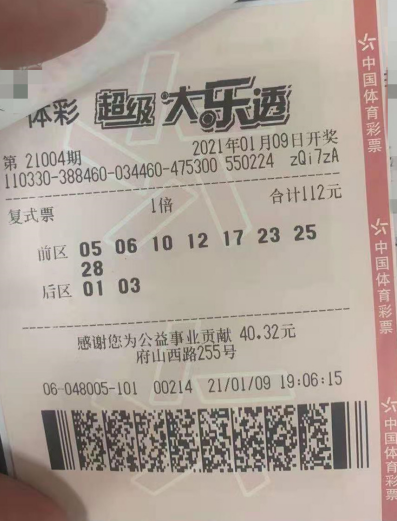 体彩 超级大乐透
第 21004期 2021年01月09日开奖
110330-388460-034460-475300 550224 zQi7zA
复式票 1倍 合计112元
前区 05 06 10 12 17 23 25
28
后区 01 03
感谢您为公益事业贡献 40.32元
府山西路255号
06-048005-101 00214 21/01/09 19:06:15
中国体育彩票
中国体育彩票
中国体育彩票